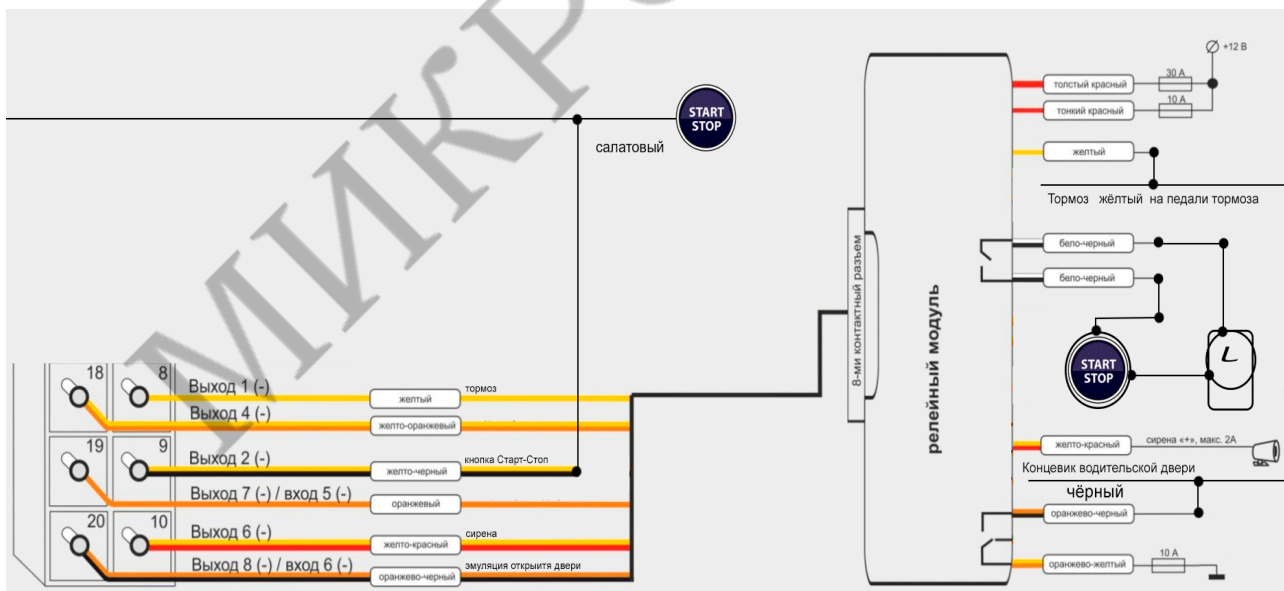 МИКРО
START
STOP
салатовый
+12 В
толстый красный
30 А
тонкий красный
10 А
желтый
Тормоз жёлтый на педали тормоза
бело-черный
бело-черный
START
STOP
L
8-ми контактный разъем
релейный модуль
желто-красный
сирена «+», макс. 2А
Концевик водительской двери
чёрный
оранжево-черный
оранжево-желтый
10 А
18
8
Выход 1 (-)
желтый
тормоз
Выход 4 (-)
желто-оранжевый
19
9
Выход 2 (-)
желто-черный
кнопка Старт-Стоп
Выход 7 (-) / вход 5 (-)
оранжевый
20
10
Выход 6 (-)
желто-красный
сирена
Выход 8 (-) / вход 6 (-)
оранжево-черный
эмуляция открыитя двери